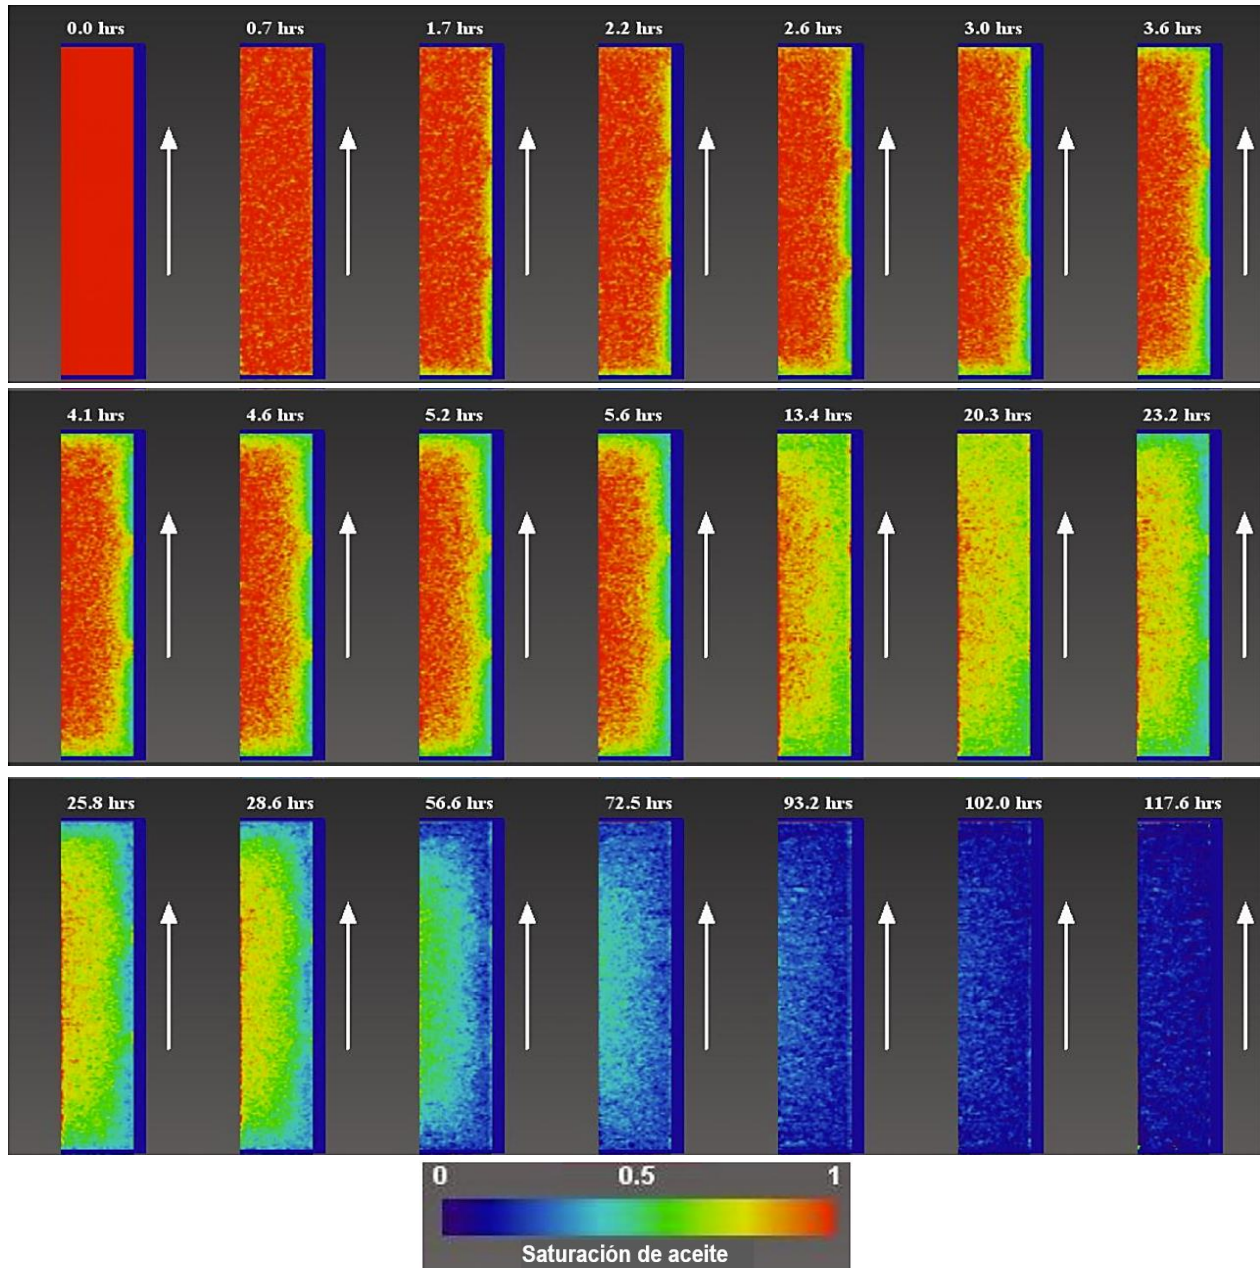 0.0 hrs 0.7 hrs 1.7 hrs 2.2 hrs 2.6 hrs 3.0 hrs 3.6 hrs
4.1 hrs 4.6 hrs 5.2 hrs 5.6 hrs 13.4 hrs 20.3 hrs 23.2 hrs
25.8 hrs 28.6 hrs 56.6 hrs 72.5 hrs 93.2 hrs 102.0 hrs 117.6 hrs
0 0.5 1
Saturación de aceite